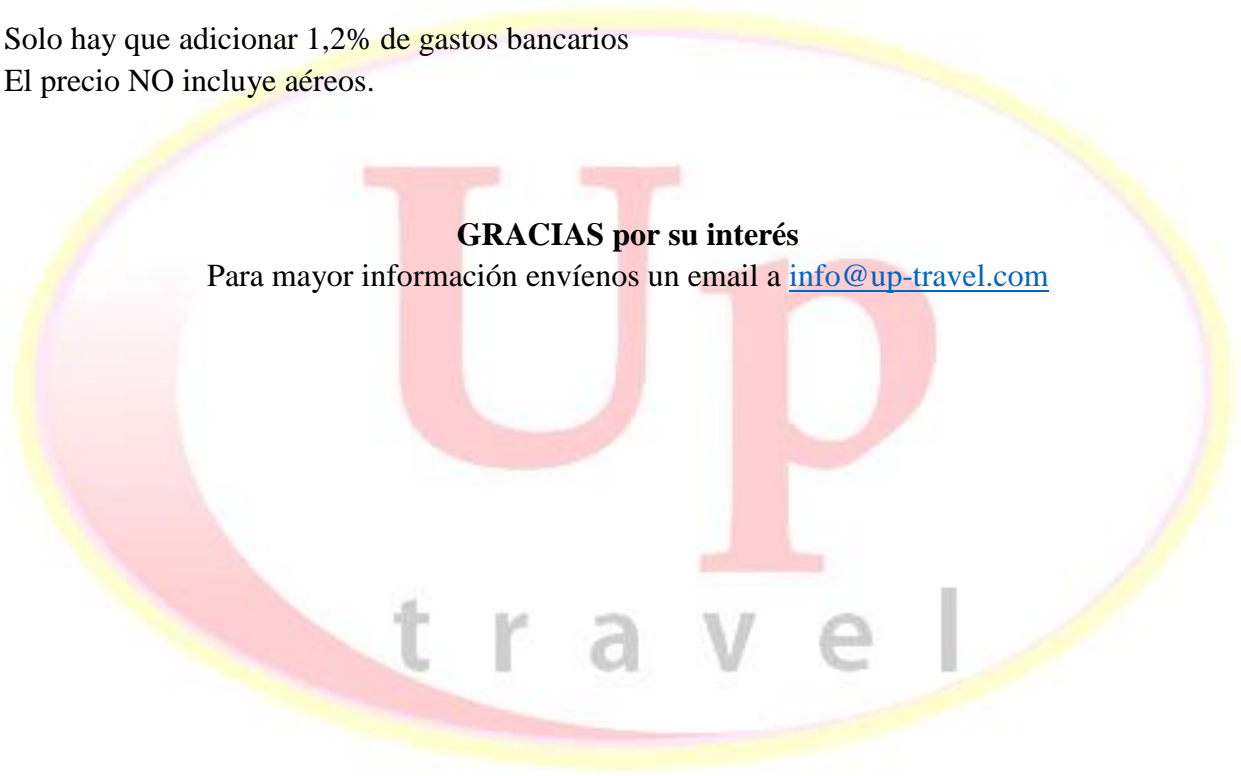 Solo hay que adicionar 1,2% de gastos bancarios
El precio NO incluye aéreos.
GRACIAS por su interés
Para mayor información envíenos un email a info@up-travel.com
Up
travel